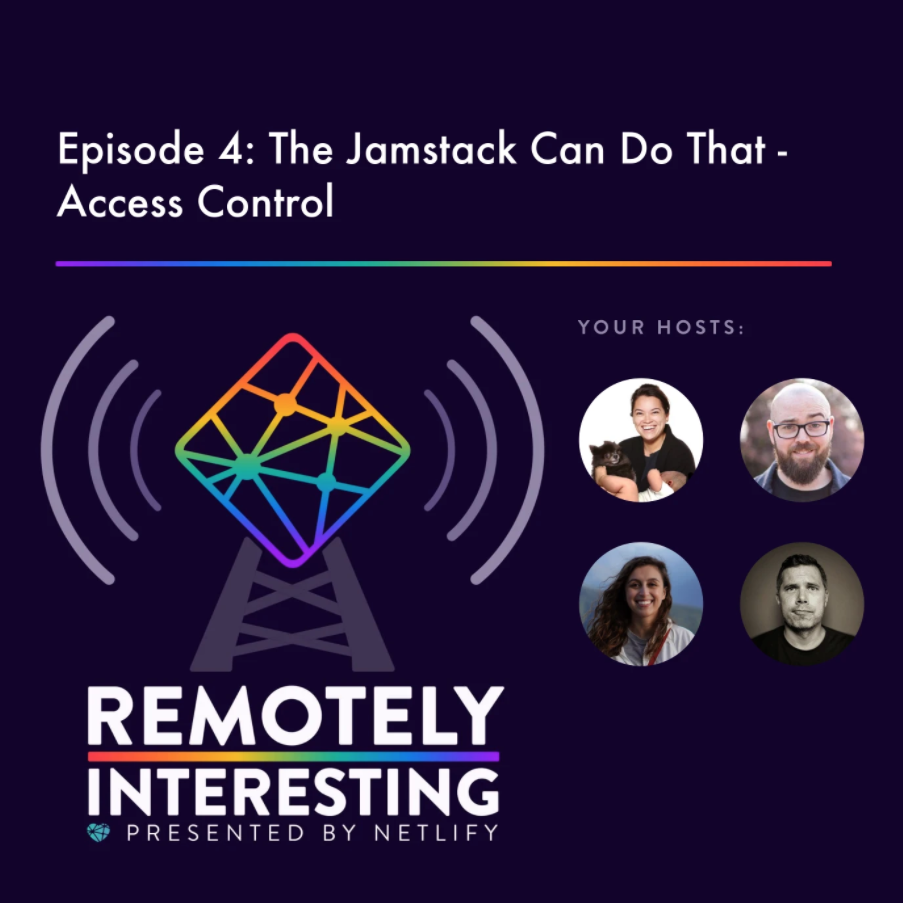 Episode 4: The Jamstack Can Do That -
Access Control
YOUR HOSTS:
REMOTELY
INTERESTING
PRESENTED BY NETLIFY